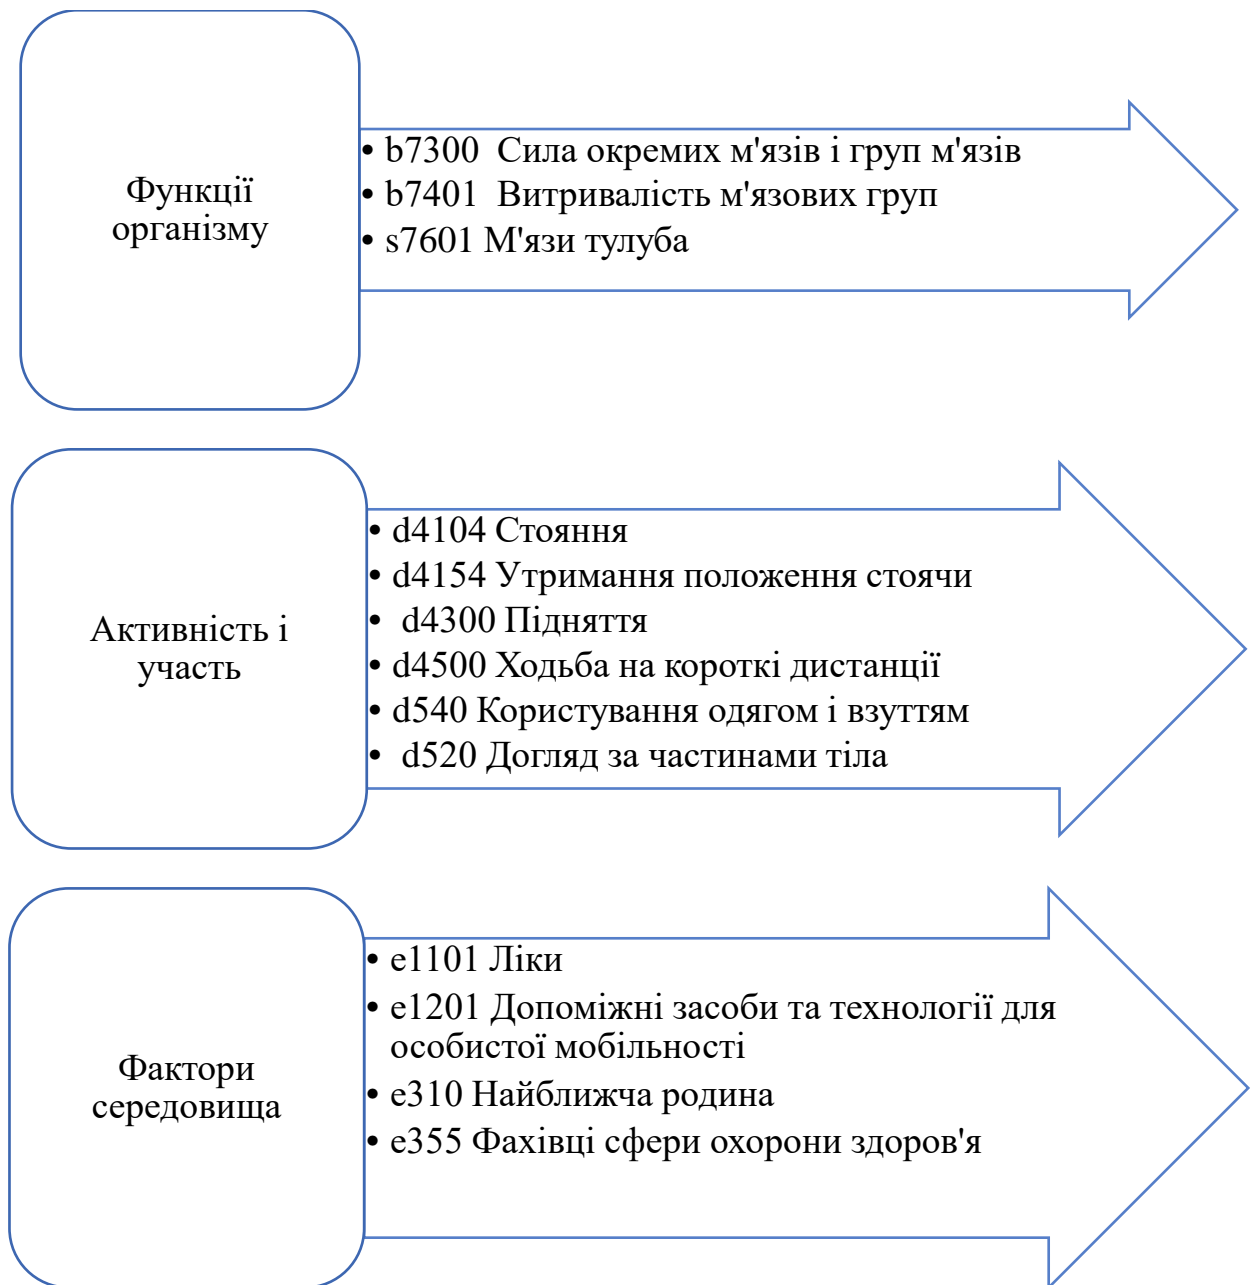 Функції
організму
• b7300  Сила окремих м'язів і груп м'язів
• b7401  Витривалість м'язових груп
• s7601 М'язи тулуба
Активність і
участь
• d4104 Стояння
• d4154 Утримання положення стоячи
•  d4300 Підняття
• d4500 Ходьба на короткі дистанції
• d540 Користування одягом і взуттям
•  d520 Догляд за частинами тіла
Фактори
середовища
• e1101 Ліки
• e1201 Допоміжні засоби та технології для
особистої мобільності
• e310 Найближча родина
• e355 Фахівці сфери охорони здоров'я